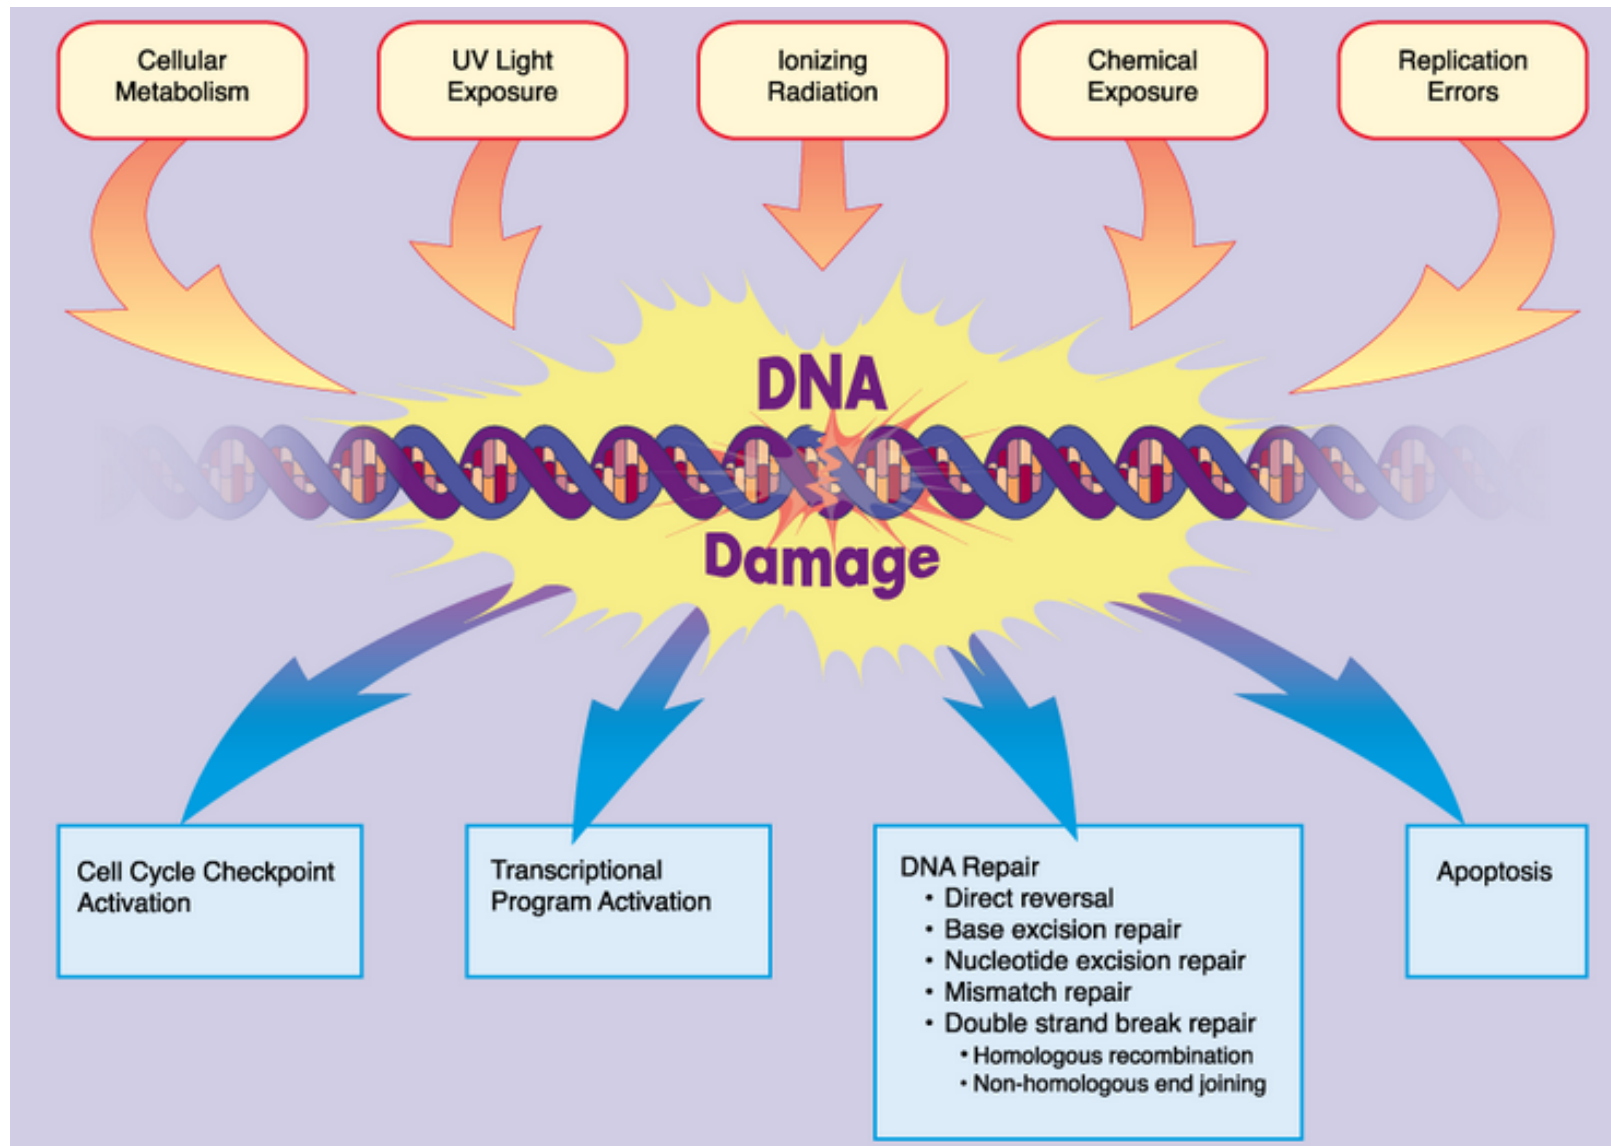 Cellular
Metabolism
UV Light
Exposure
Ionizing
Radiation
Chemical
Exposure
Replication
Errors
DNA
Damage
Cell Cycle Checkpoint
Activation
Transcriptional
Program Activation
DNA Repair
• Direct reversal
• Base excision repair
• Nucleotide excision repair
• Mismatch repair
• Double strand break repair
• Homologous recombination
• Non-homologous end joining
Apoptosis